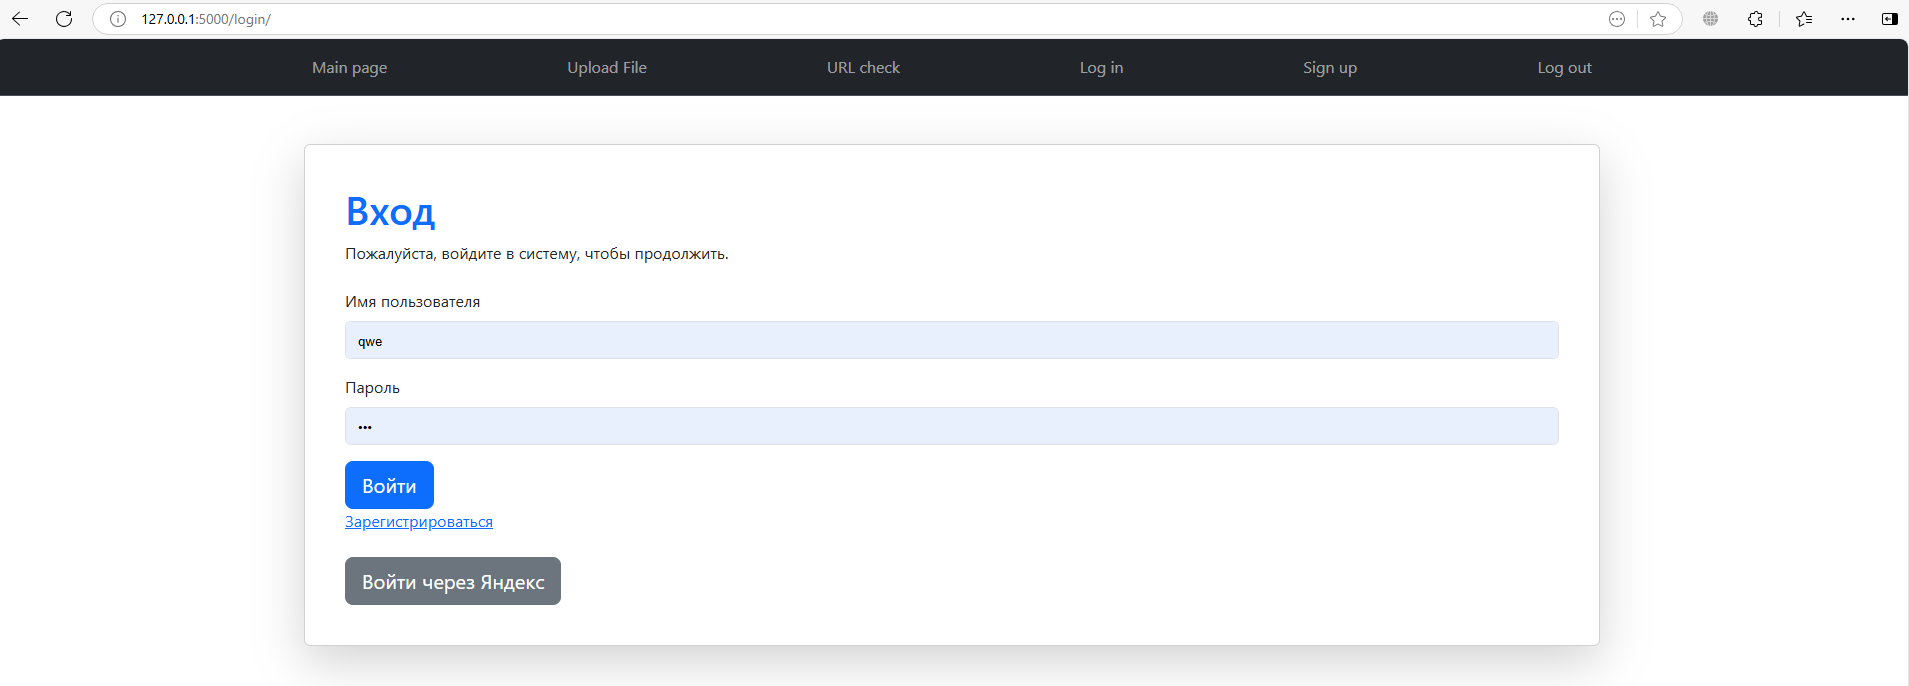 127.0.0.1:5000/login/
Main page Upload File URL check Log in Sign up Log out
Вход
Пожалуйста, войдите в систему, чтобы продолжить.
Имя пользователя
qwe
Пароль
•••
Войти
Зарегистрироваться
Войти через Яндекс